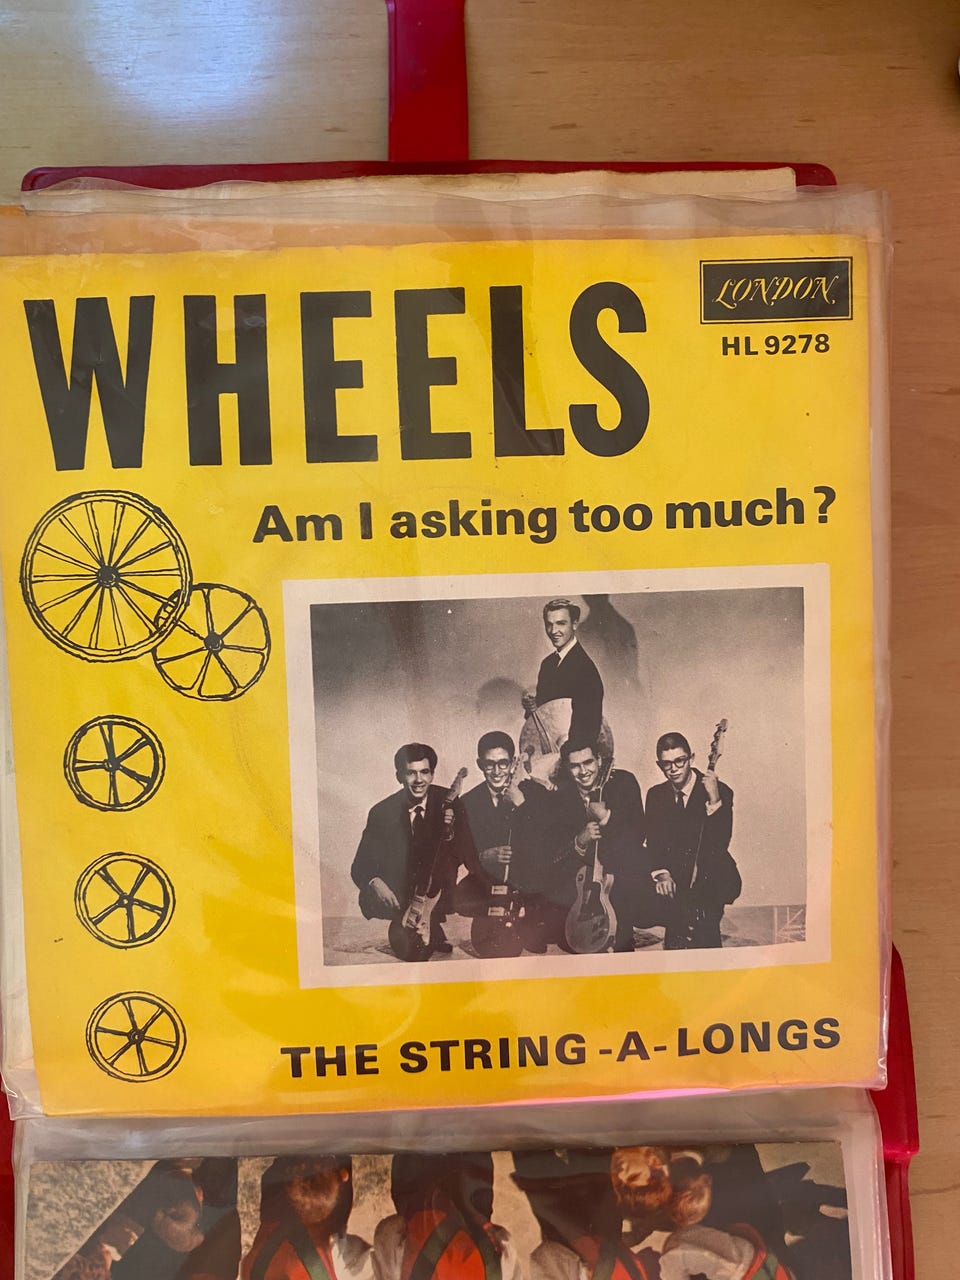 WHEELS
LONDON
HL 9278
Am I asking too much?
THE STRING-A-LONGS